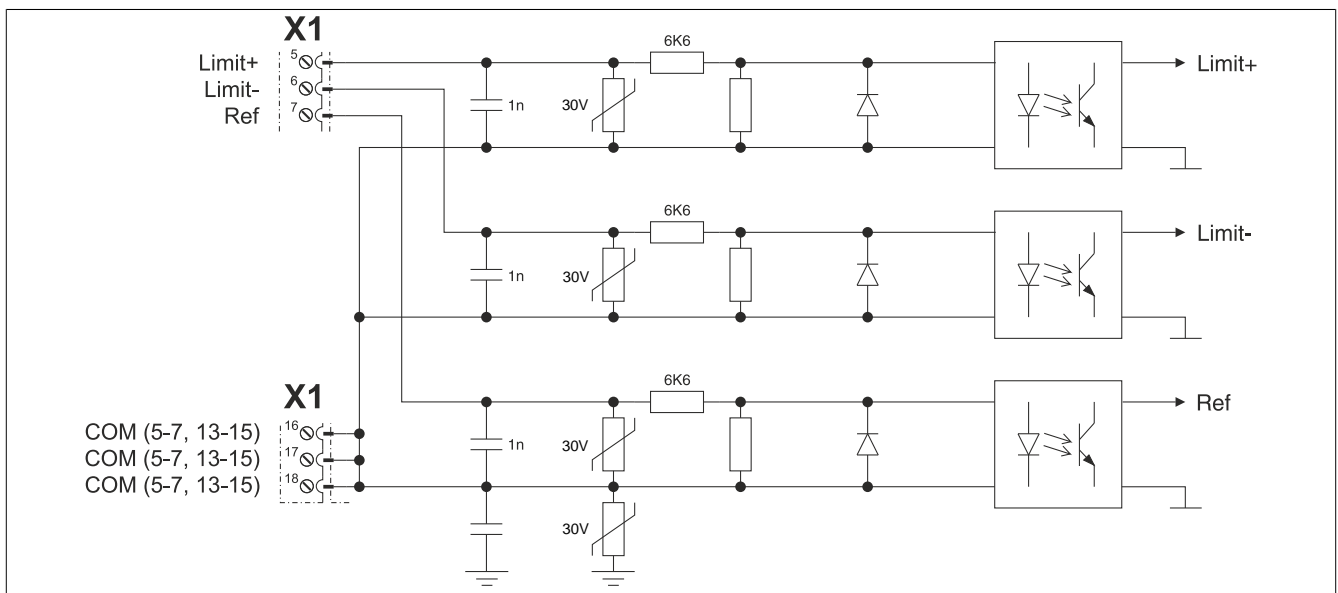 X1
5
Limit+
6
Limit-
7
Ref
6K6
1n
30V
Limit+
6K6
1n
30V
Limit-
X1
16
COM (5-7, 13-15)
17
COM (5-7, 13-15)
18
COM (5-7, 13-15)
6K6
1n
30V
Ref
30V